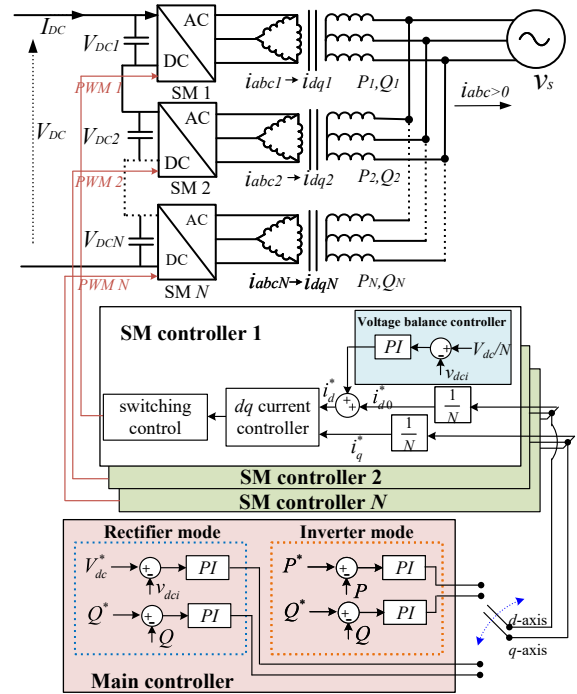 I_DC
V_DC1
AC
DC
SM 1
PWM 1
i_abc1 → i_dq1
P_1,Q_1
v_s
i_abc>0
V_DC
V_DC2
AC
DC
SM 2
PWM 2
i_abc2 → i_dq2
P_2,Q_2
V_DCN
AC
DC
SM N
PWM N
i_abcN → i_dqN
P_N,Q_N
SM controller 1
Voltage balance controller
PI
+
-
V_dc/N
v_dci
i_d^*
+
+
i_d0^*
1/N
switching
control
dq current
controller
i_q^*
1/N
SM controller 2
SM controller N
Rectifier mode
V_dc^*
+
-
PI
v_dci
Q^*
+
-
PI
Q
Inverter mode
P^*
+
-
PI
P
Q^*
+
-
PI
Q
d-axis
q-axis
Main controller